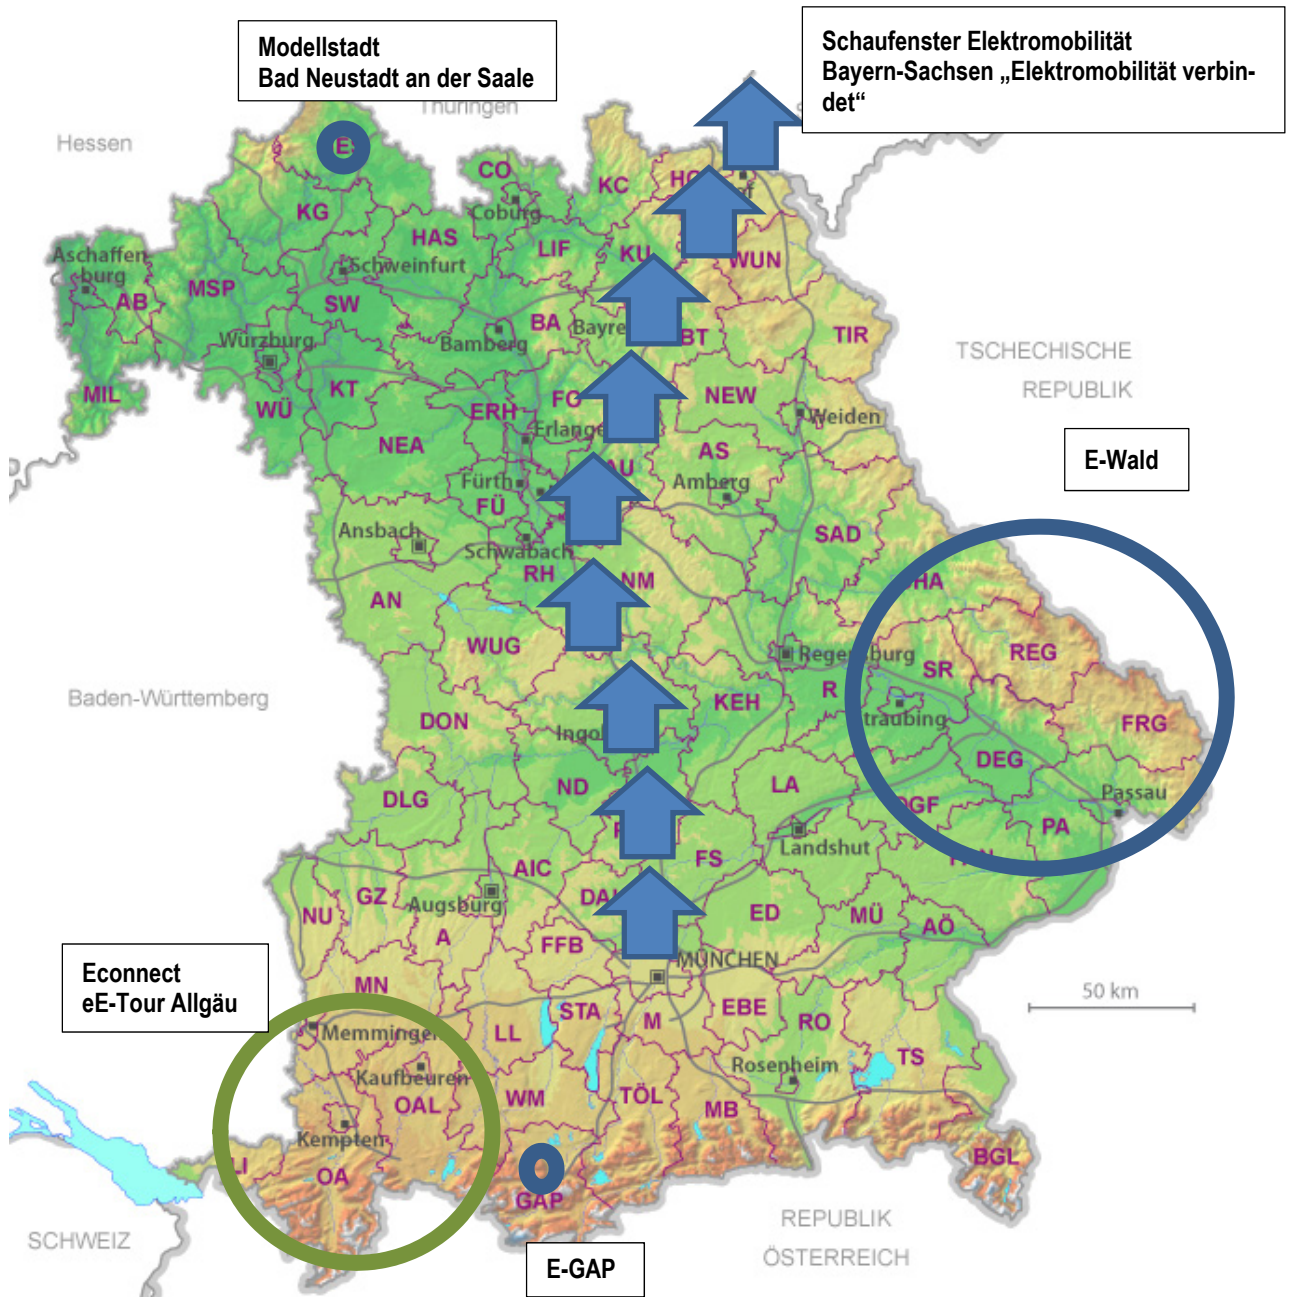 Modellstadt
Bad Neustadt an der Saale
Schaufenster Elektromobilität
Bayern-Sachsen „Elektromobilität verbin-
det“
Thüringen
Hessen
E
CO
KC
HO
KG
Coburg
HAS
LIF
KU
WUN
Aschaffen
burg
Schweinfurt
MSP
AB
SW
BA
BT
TIR
Bamberg
Würzburg
TSCHECHISCHE
REPUBLIK
MIL
WÜ
KT
ERH
FO
NEW
Weiden
NEA
AS
E-Wald
Fürth
FÜ
Amberg
Ansbach
Schwabach
SAD
RH
NM
AN
WUG
Regensburg
SR
REG
Baden-Württemberg
DON
KEH
R
FRG
DEG
ND
LA
DLG
Passau
PA
Landshut
AIC
FS
GZ
NU
Augsburg
A
ED
MÜ
AÖ
FFB
Econnect
eE-Tour Allgäu
MÜNCHEN
MN
50 km
STA
M
EBE
RO
LL
Memmingen
TS
Kaufbeuren
Rosenheim
OAL
WM
TÖL
MB
Kempten
LI
OA
GAP
BGL
REPUBLIK
ÖSTERREICH
SCHWEIZ
E-GAP